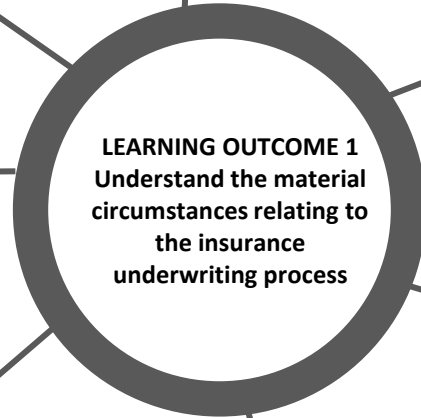 LEARNING OUTCOME 1
Understand the material
circumstances relating to
the insurance
underwriting process